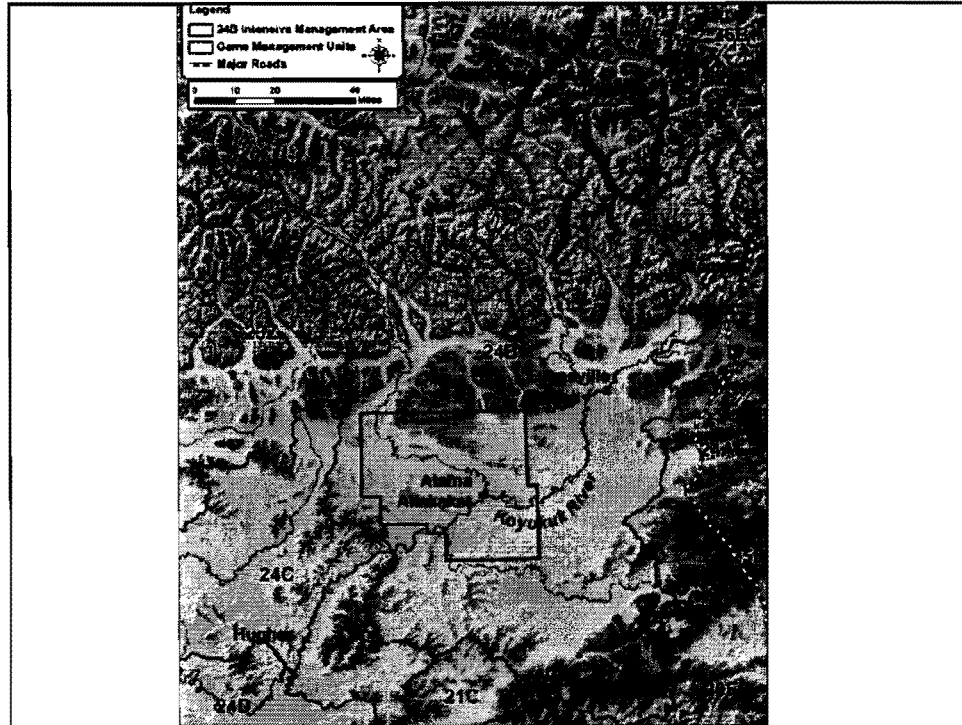 Legend
24B Intensive Management Area
Game Management Units
Major Roads
0 10 20 40
Miles
24B
Alatna
Allakaket
Koyukuk River
24C
Hughes
21C
24D